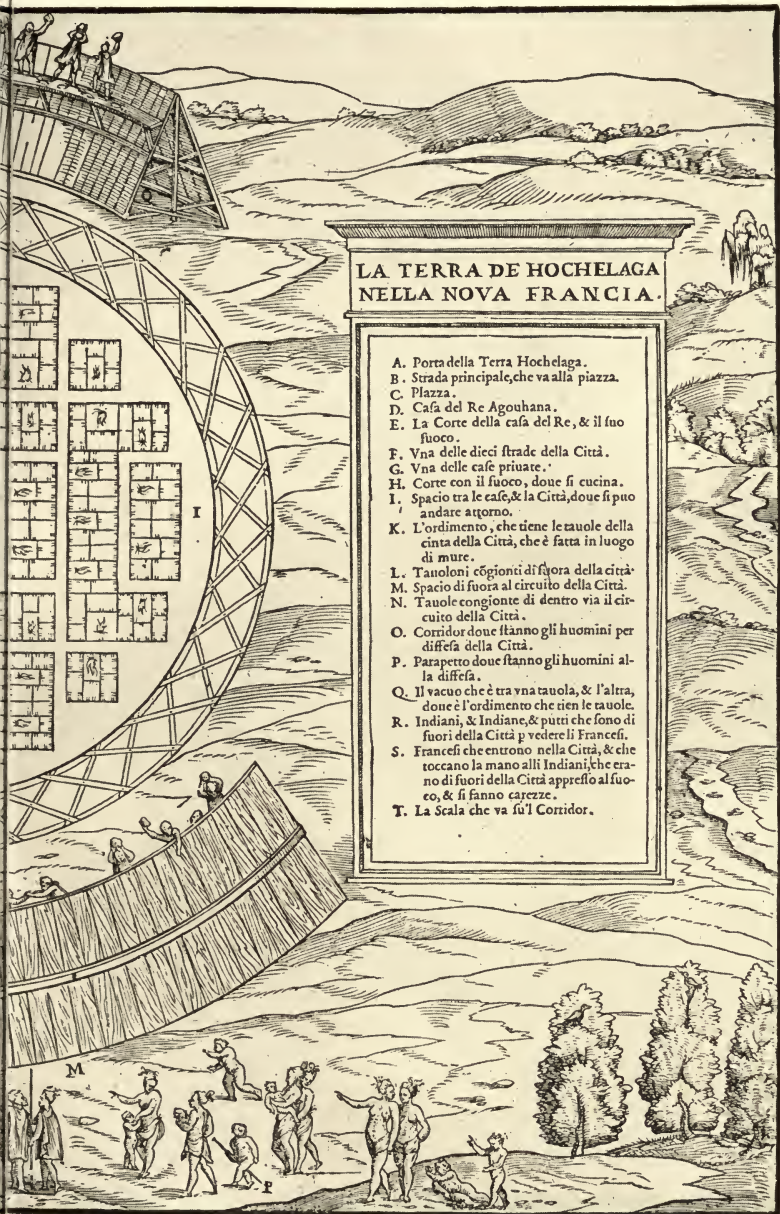 LA TERRA DE HOCHELAGA
NELLA NOVA FRANCIA.
A. Porta della Terra Hochelaga.
B. Strada principale, che va alla piazza.
C. Piazza.
D. Caſa del Re Agouhana.
E. La Corte della caſa del Re, & il ſuo
fuoco.
F. Vna delle dieci ſtrade della Città.
G. Vna delle caſe priuate.
H. Corte con il fuoco, doue ſi cucina.
I. Spacio tra le caſe, & la Città, doue ſi puo
andare attorno.
K. L'ordimento, che tiene le tauole della
cinta della Città, che è fatta in luogo
di mure.
L. Tauoloni cõgionti di fuora della città.
M. Spacio di fuora al circuito della Città.
N. Tauole congionte di dentro via il cir-
cuito della Città.
O. Corridor doue ſtanno gli huomini per
diffeſa della Città.
P. Parapetto doue ſtanno gli huomini al-
la diffeſa.
Q. Il vacuo che è tra vna tauola, & l'altra,
doue è l'ordimento che tien le tauole.
R. Indiani, & Indiane, & putti che ſono di
fuori della Città p vedere li Franceſi.
S. Franceſi che entrono nella Città, & che
toccano la mano alli Indiani, che era-
no di fuori della Città appreſſo al fuo-
co, & ſi fanno carezze.
T. La Scala che va ſu'l Corridor.
Q
I
M
P